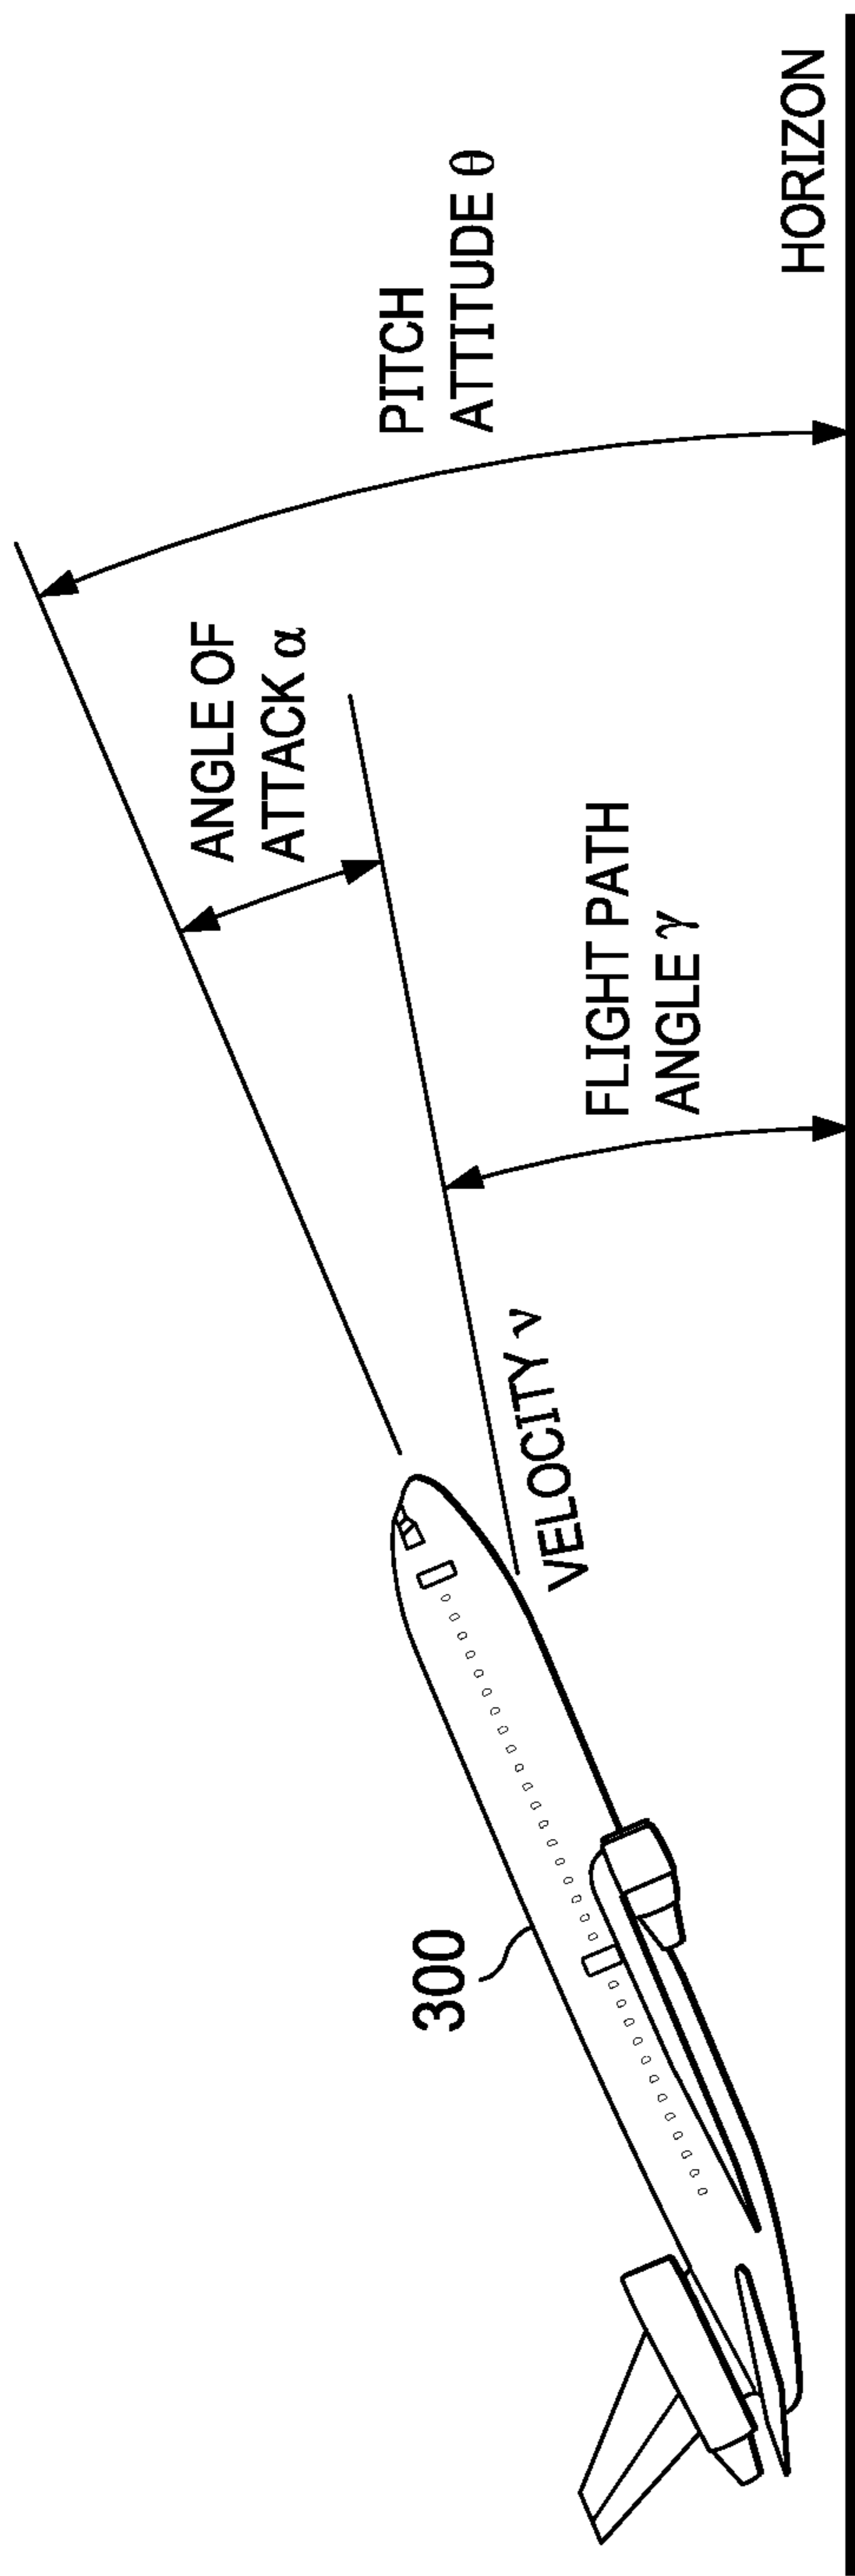 300
VELOCITY ν
FLIGHT PATH
ANGLE γ
ANGLE OF
ATTACK α
PITCH
ATTITUDE θ
HORIZON